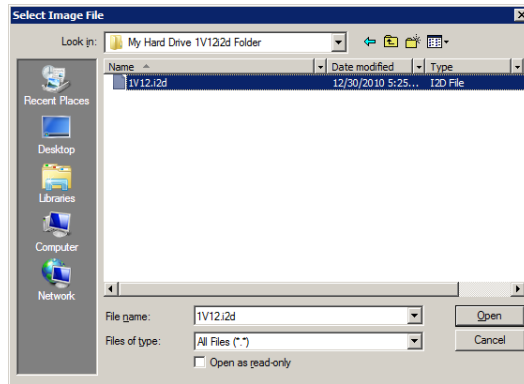 Select Image File
Look in: My Hard Drive 1V12i2d Folder
Name Date modified Type
1V12.i2d 12/30/2010 5:25... I2D File
Recent Places
Desktop
Libraries
Computer
Network
File name: 1V12.i2d Open
Files of type: All Files (*.*) Cancel
Open as read-only